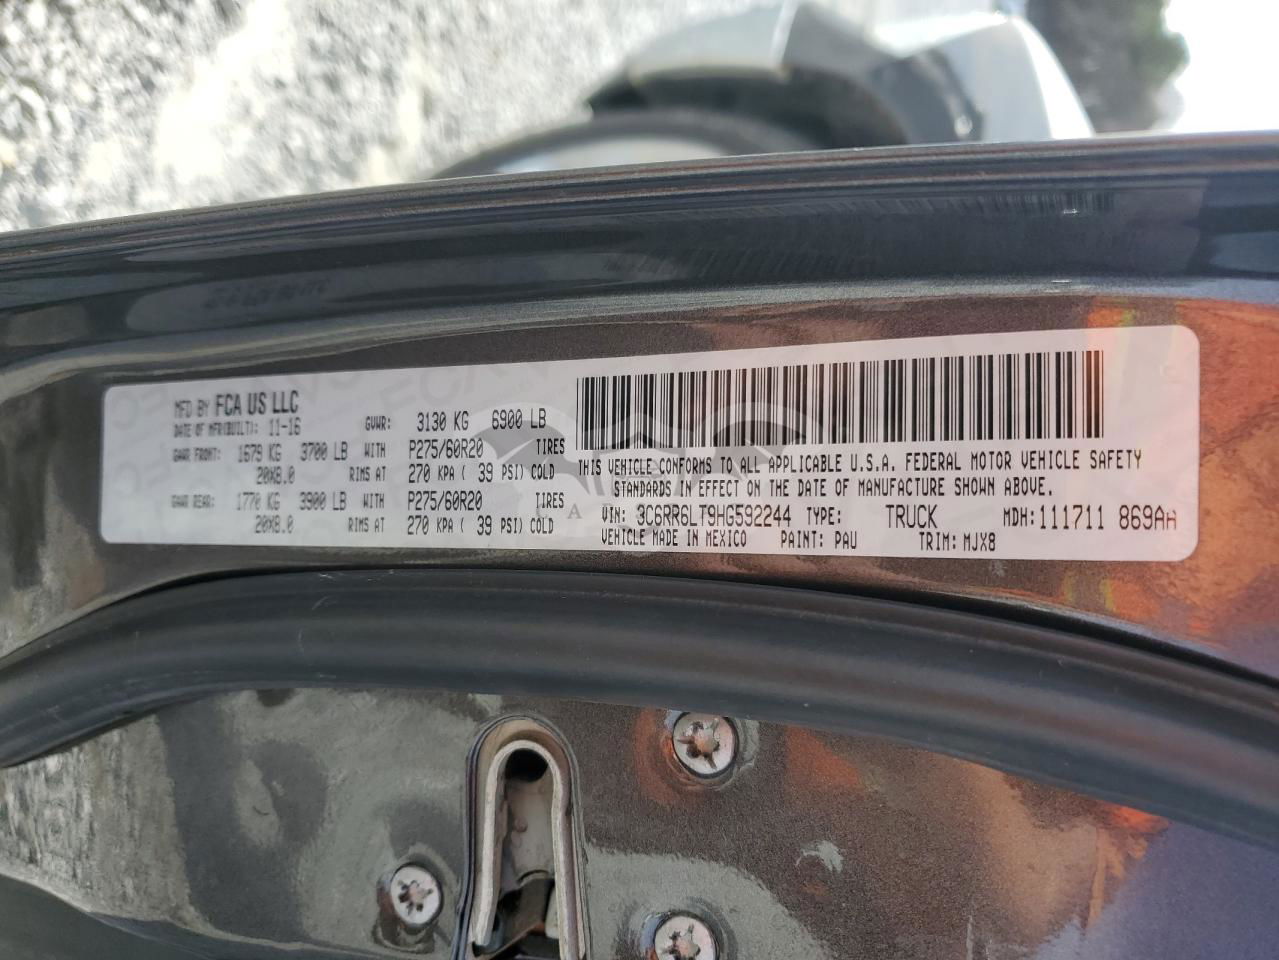 MFD BY FCA US LLC
DATE OF MFR(BUILT): 11-16 GVWR: 3130 KG 6900 LB
GAWR FRONT: 1679 KG 3700 LB WITH P275/60R20 TIRES
20X8.0 RIMS AT 270 KPA ( 39 PSI) COLD
GAWR REAR: 1770 KG 3900 LB WITH P275/60R20 TIRES
20X8.0 RIMS AT 270 KPA ( 39 PSI) COLD
THIS VEHICLE CONFORMS TO ALL APPLICABLE U.S.A. FEDERAL MOTOR VEHICLE SAFETY
STANDARDS IN EFFECT ON THE DATE OF MANUFACTURE SHOWN ABOVE.
VIN: 3C6RR6LT9HG592244 TYPE: TRUCK MDH:111711 869AH
VEHICLE MADE IN MEXICO PAINT: PAU TRIM: MJX8